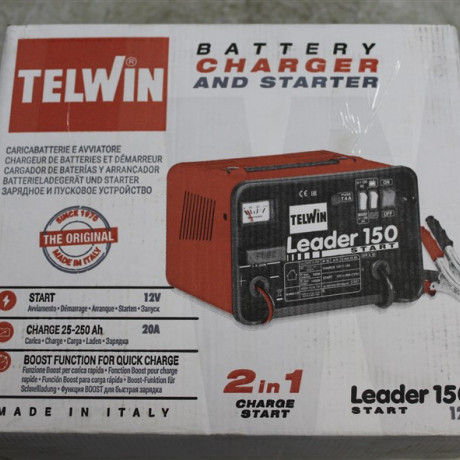 TELWIN®
BATTERY
CHARGER
AND STARTER
CARICABATTERIE E AVVIATORE
CHARGEUR DE BATTERIES ET DÉMARREUR
CARGADOR DE BATERÍAS Y ARRANCADOR
BATTERIELADEGERÄT UND STARTER
ЗАРЯДНОЕ И ПУСКОВОЕ УСТРОЙСТВО
SINCE 1975
THE ORIGINAL
MADE IN ITALY
TELWIN
Leader 150
START
START 12V
Avviamento • Démarrage • Arranque • Starten • Запуск
CHARGE 25-250 Ah 20A
Carica • Charge • Carga • Laden • Зарядка
BOOST FUNCTION FOR QUICK CHARGE
Funzione Boost per carica rapida • Fonction Boost pour charge
rapide • Función Boost para carga rápida • Boost-Funktion für
Schnellladung • Функция BOOST для быстрой зарядки
2 in 1
CHARGE
START
MADE IN ITALY
Leader 150
START 12